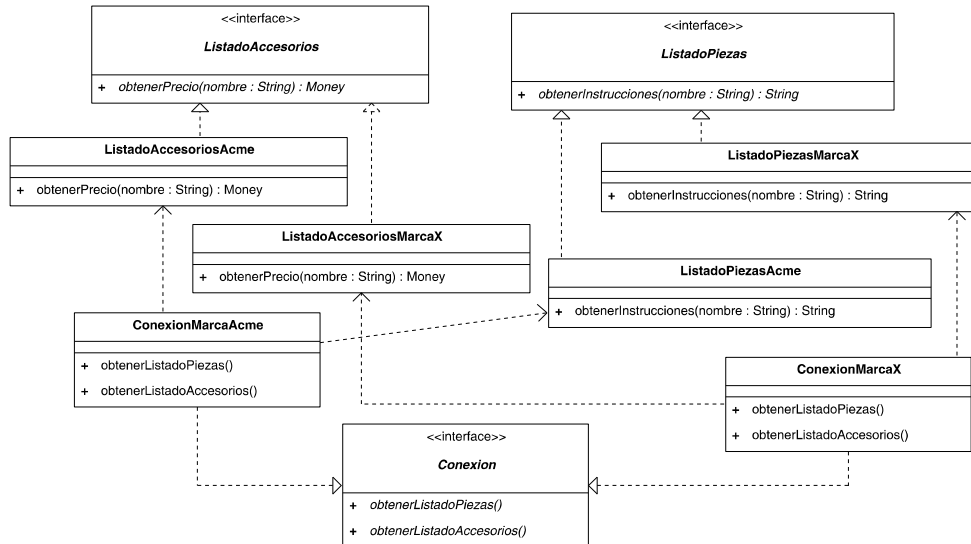 <<interface>>
ListadoAccesorios
+ obtenerPrecio(nombre : String) : Money
<<interface>>
ListadoPiezas
+ obtenerInstrucciones(nombre : String) : String
ListadoAccesoriosAcme
+ obtenerPrecio(nombre : String) : Money
ListadoPiezasMarcaX
+ obtenerInstrucciones(nombre : String) : String
ListadoAccesoriosMarcaX
+ obtenerPrecio(nombre : String) : Money
ListadoPiezasAcme
+ obtenerInstrucciones(nombre : String) : String
ConexionMarcaAcme
+ obtenerListadoPiezas()
+ obtenerListadoAccesorios()
ConexionMarcaX
+ obtenerListadoPiezas()
+ obtenerListadoAccesorios()
<<interface>>
Conexion
+ obtenerListadoPiezas()
+ obtenerListadoAccesorios()